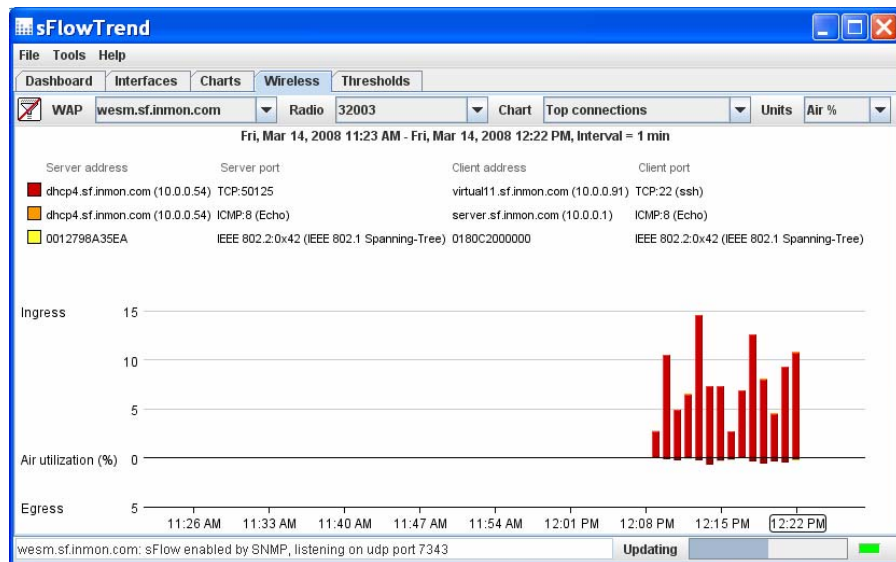 sFlowTrend
File Tools Help
Dashboard Interfaces Charts Wireless Thresholds
WAP wesm.sf.inmon.com Radio 32003 Chart Top connections Units Air %
Fri, Mar 14, 2008 11:23 AM - Fri, Mar 14, 2008 12:22 PM, Interval = 1 min
Server address Server port Client address Client port
dhcp4.sf.inmon.com (10.0.0.54) TCP:50125 virtual11.sf.inmon.com (10.0.0.91) TCP:22 (ssh)
dhcp4.sf.inmon.com (10.0.0.54) ICMP:8 (Echo) server.sf.inmon.com (10.0.0.1) ICMP:8 (Echo)
0012798A35EA IEEE 802.2:0x42 (IEEE 802.1 Spanning-Tree) 0180C2000000 IEEE 802.2:0x42 (IEEE 802.1 Spanning-Tree)
Ingress 15
10
5
Air utilization (%) 0
Egress 5
11:26 AM 11:33 AM 11:40 AM 11:47 AM 11:54 AM 12:01 PM 12:08 PM 12:15 PM 12:22 PM
wesm.sf.inmon.com: sFlow enabled by SNMP, listening on udp port 7343 Updating